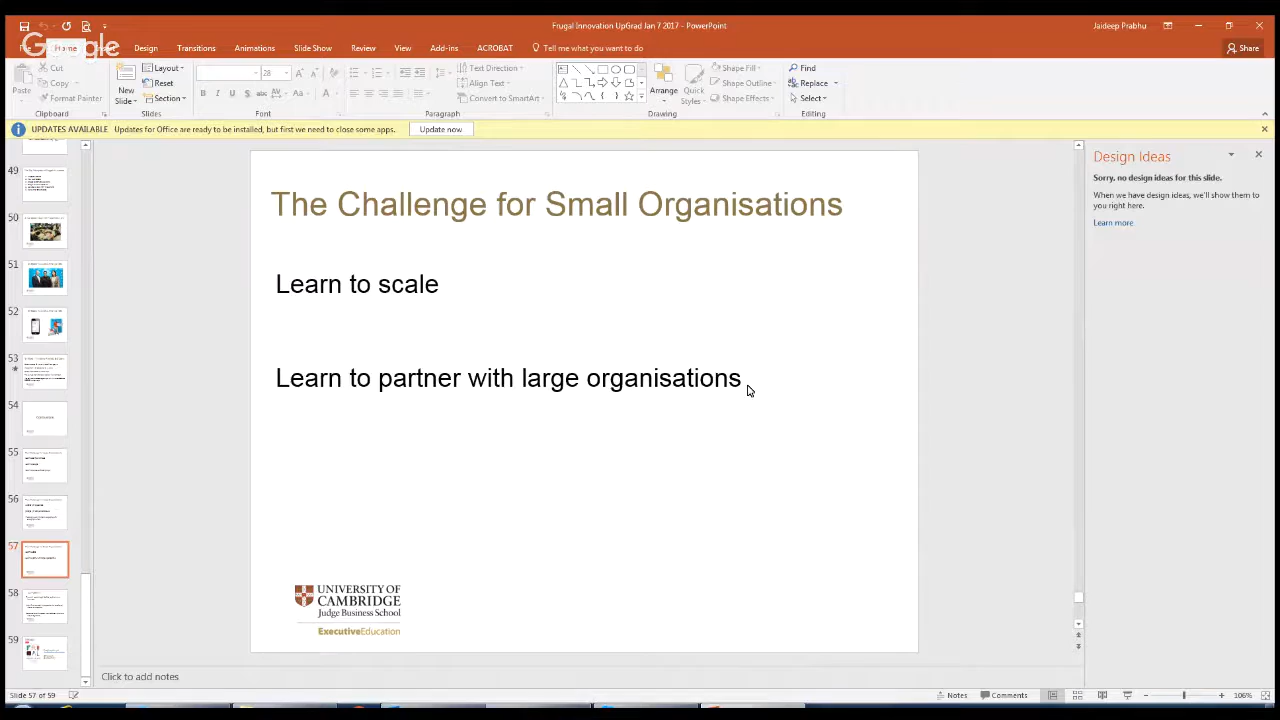 Frugal Innovation UpGrad Jan 7 2017 - PowerPoint
Jaideep Prabhu
Google
Home
Design
Transitions
Animations
Slide Show
Review
View
Add-ins
ACROBAT
Tell me what you want to do
Share
Paste
Cut
Copy
Format Painter
Clipboard
New
Slide
Layout
Reset
Section
Slides
28
Font
Text Direction
Align Text
Convert to SmartArt
Paragraph
Arrange
Quick
Styles
Shape Fill
Shape Outline
Shape Effects
Drawing
Find
Replace
Select
Editing
UPDATES AVAILABLE Updates for Office are ready to be installed, but first we need to close some apps. Update now
49
50
51
52
53
54
55
56
57
58
59
The Challenge for Small Organisations
Learn to scale
Learn to partner with large organisations
UNIVERSITY OF
CAMBRIDGE
Judge Business School
ExecutiveEducation
Design Ideas
Sorry, no design ideas for this slide.
When we have design ideas, we'll show them to
you right here.
Learn more
Click to add notes
Slide 57 of 59
Notes
Comments
106%